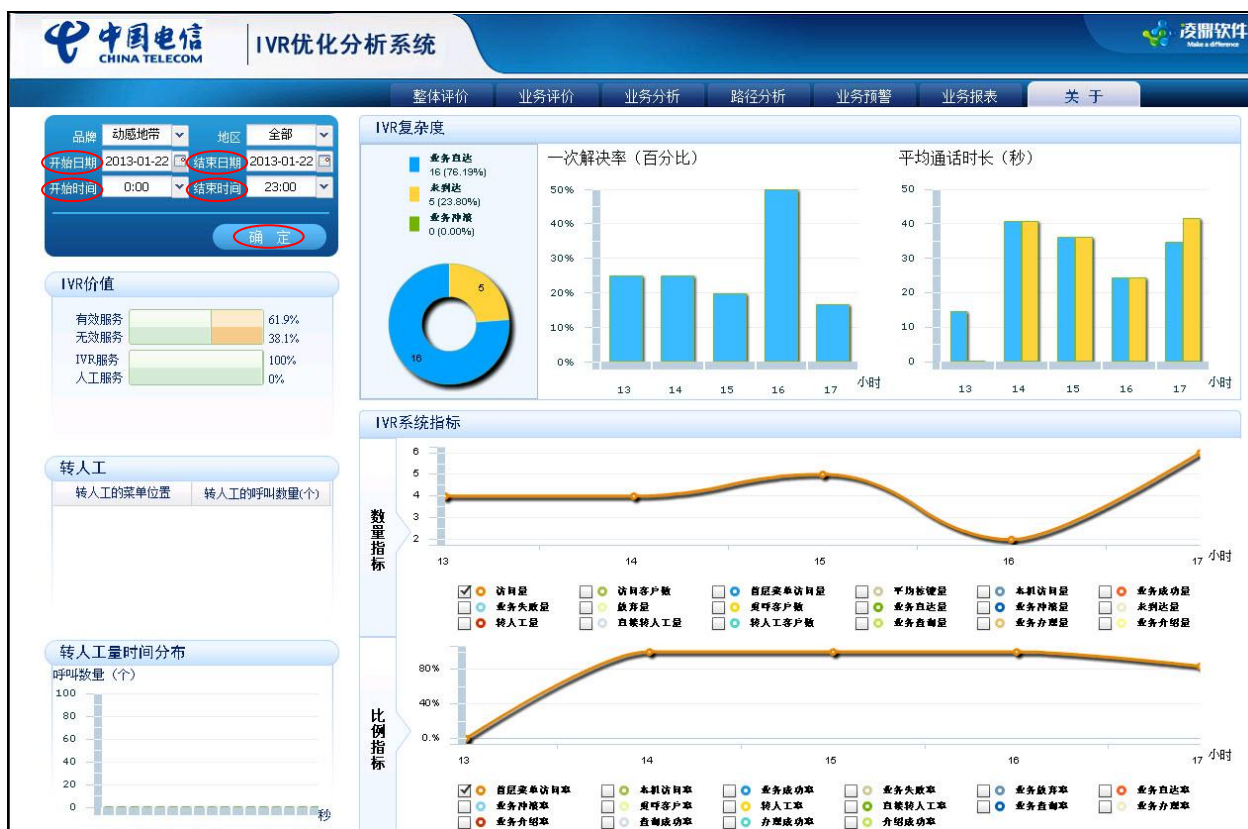 中国电信
CHINA TELECOM
IVR优化分析系统
凌鼎软件
Make a difference
整体评价 业务评价 业务分析 路径分析 业务预警 业务报表 关于
品牌 动感地带 地区 全部
开始日期 2013-01-22 结束日期 2013-01-22
开始时间 0:00 结束时间 23:00
确定
IVR价值
有效服务 61.9%
无效服务 38.1%
IVR服务 100%
人工服务 0%
转人工
转人工的菜单位置 转人工的呼叫数量(个)
转人工量时间分布
呼叫数量（个）
100
80
60
40
20
0
秒
IVR复杂度
业务直达
16 (76.19%)
未到达
5 (23.80%)
业务冲浪
0 (0.00%)
5
16
一次解决率（百分比）
50%
40%
30%
20%
10%
0%
13 14 15 16 17 小时
平均通话时长（秒）
50
40
30
20
10
0
13 14 15 16 17 小时
IVR系统指标
数量指标
6
5
4
3
2
13 14 15 16 17 小时
访问量 访问客户数 首层菜单访问量 平均按键量 本机访问量 业务成功量
业务失败量 放弃量 重呼客户数 业务直达量 业务冲浪量 未到达量
转人工量 直接转人工量 转人工客户数 业务查询量 业务办理量 业务介绍量
比例指标
80%
40%
0.%
13 14 15 16 17 小时
首层菜单访问率 本机访问率 业务成功率 业务失败率 业务放弃率 业务直达率
业务冲浪率 重呼客户率 转人工率 直接转人工率 业务查询率 业务办理率
业务介绍率 查询成功率 办理成功率 介绍成功率